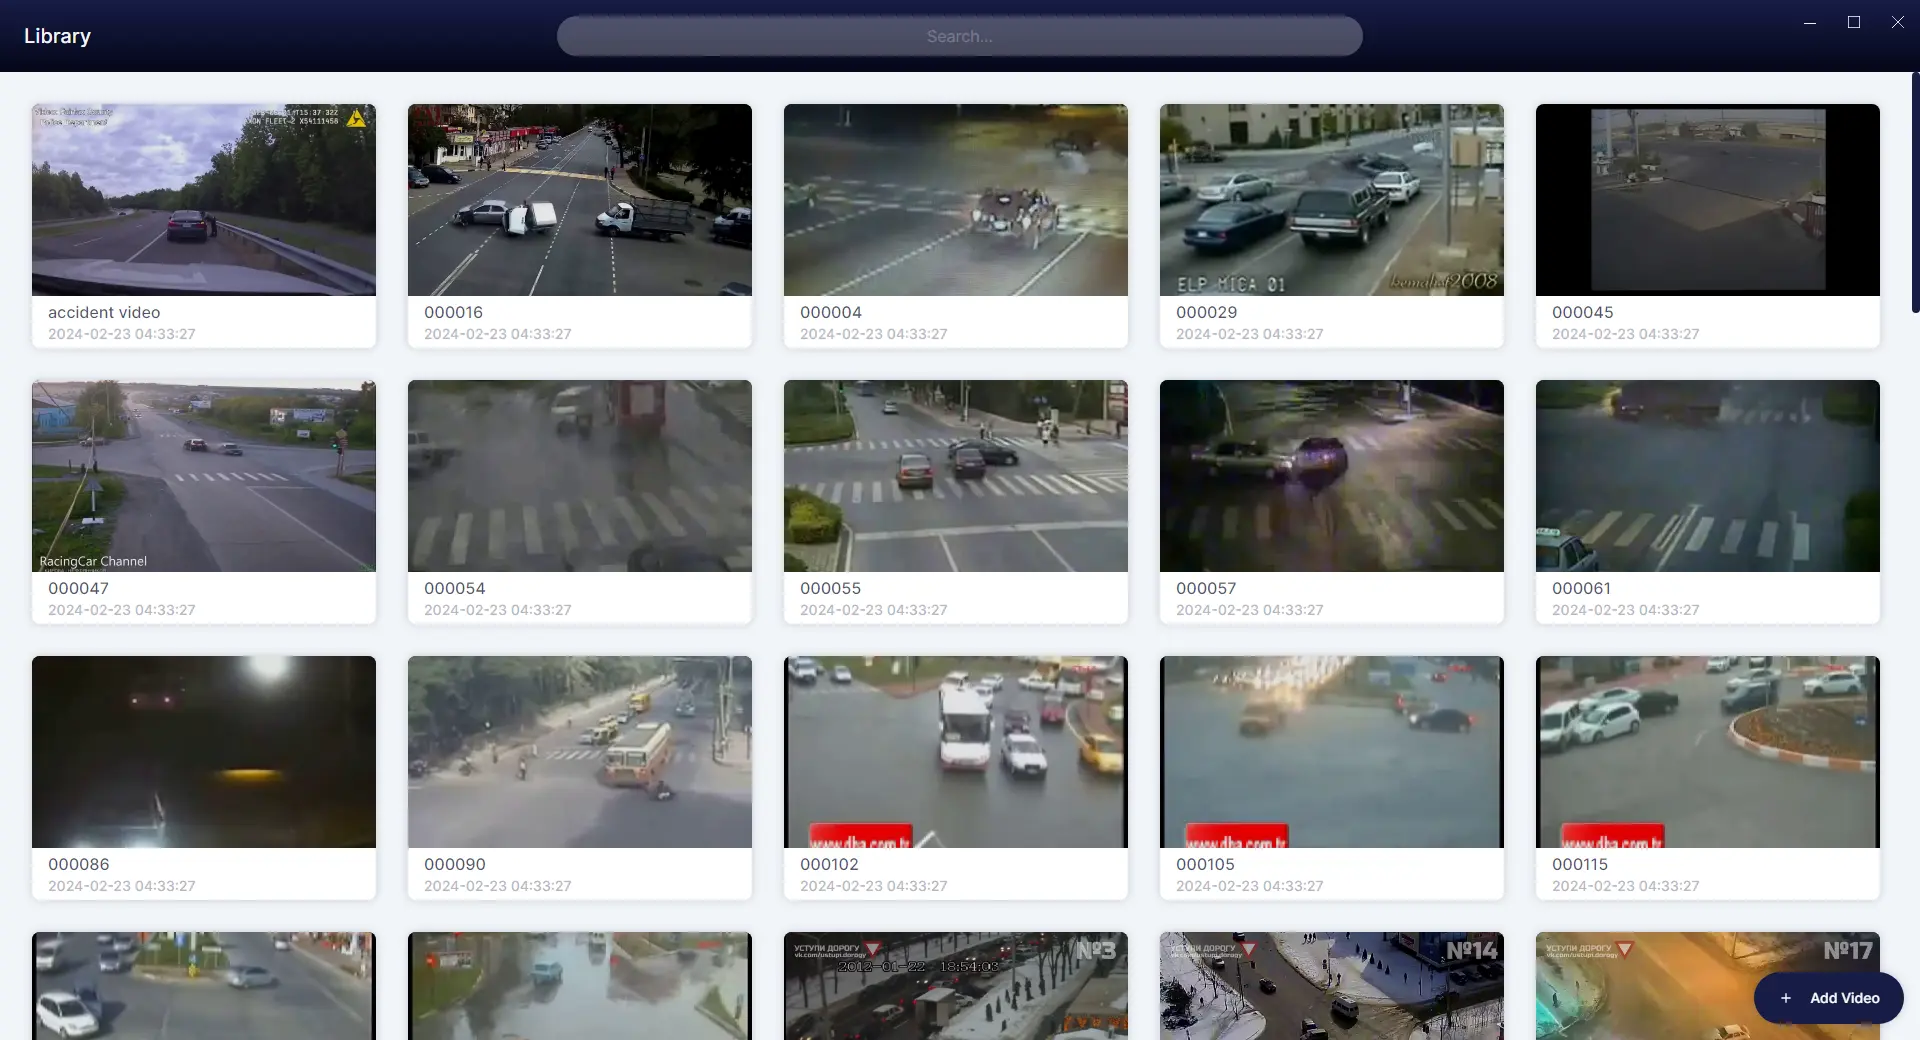 Library
Search...
accident video
2024-02-23 04:33:27
000016
2024-02-23 04:33:27
000004
2024-02-23 04:33:27
ELP MICA 01
kemalist2008
000029
2024-02-23 04:33:27
000045
2024-02-23 04:33:27
RacingCar Channel
000047
2024-02-23 04:33:27
000054
2024-02-23 04:33:27
000055
2024-02-23 04:33:27
000057
2024-02-23 04:33:27
000061
2024-02-23 04:33:27
000086
2024-02-23 04:33:27
000090
2024-02-23 04:33:27
www.dha.com.tr
000102
2024-02-23 04:33:27
www.dha.com.tr
000105
2024-02-23 04:33:27
www.dha.com.tr
000115
2024-02-23 04:33:27
УСТУПИ ДОРОГУ
vk.com/ustupi.dorogy
№3
2012-01-22 18:54:03
УСТУПИ ДОРОГУ
vk.com/ustupi.dorogy
№14
УСТУПИ ДОРОГУ
vk.com/ustupi.dorogy
№17
+ Add Video